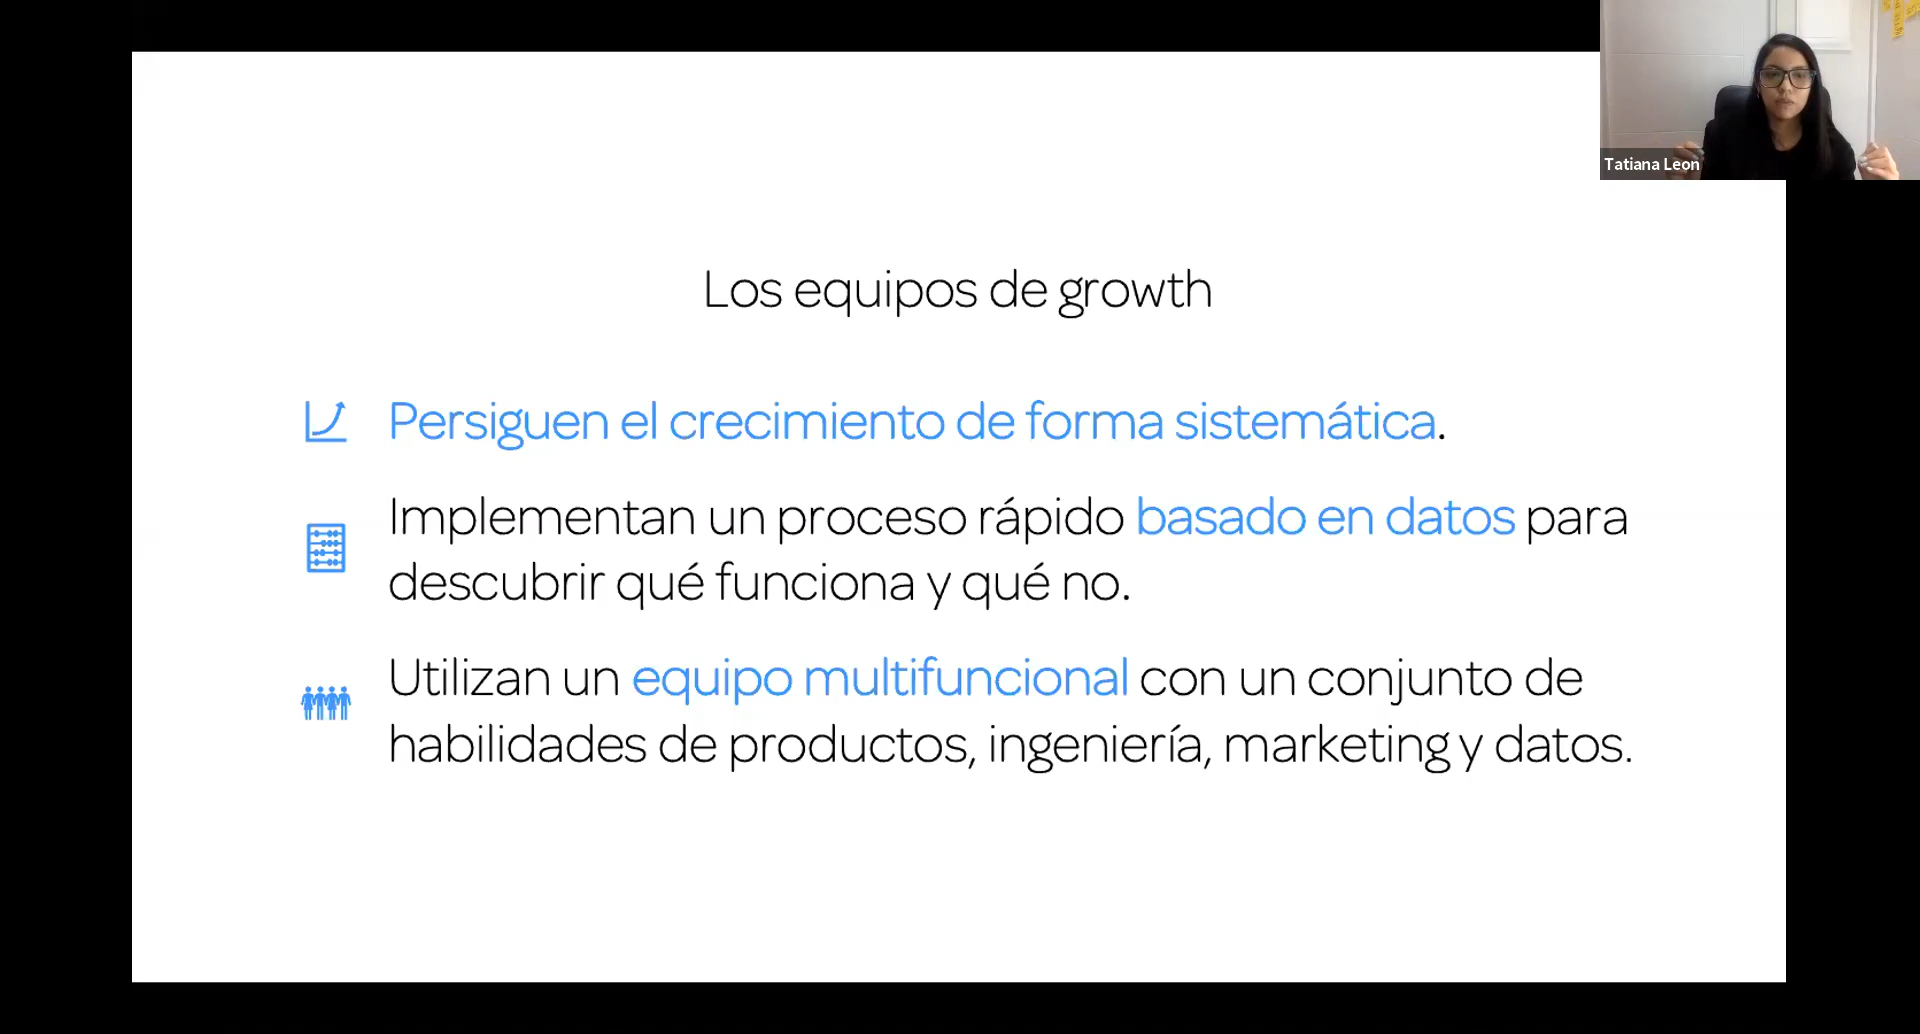 Tatiana Leon
Los equipos de growth
Persiguen el crecimiento de forma sistemática.
Implementan un proceso rápido basado en datos para
descubrir qué funciona y qué no.
Utilizan un equipo multifuncional con un conjunto de
habilidades de productos, ingeniería, marketing y datos.